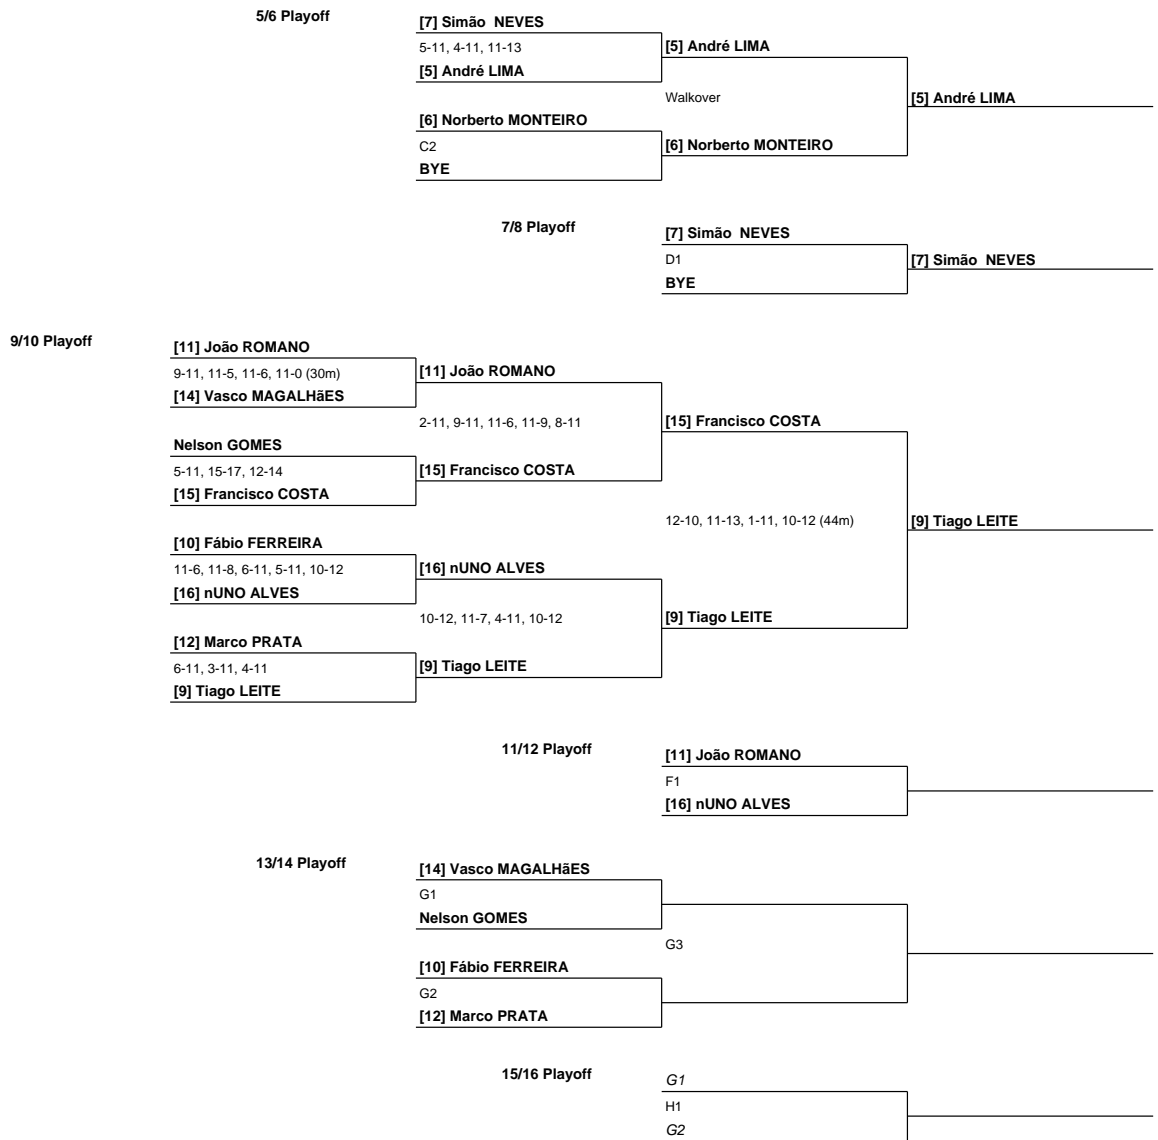 5/6 Playoff
[7] Simão  NEVES
5-11, 4-11, 11-13
[5] André LIMA
[5] André LIMA
Walkover
[5] André LIMA
[6] Norberto MONTEIRO
C2
[6] Norberto MONTEIRO
BYE
7/8 Playoff
[7] Simão  NEVES
D1
[7] Simão  NEVES
BYE
9/10 Playoff
[11] João ROMANO
9-11, 11-5, 11-6, 11-0 (30m)
[11] João ROMANO
[14] Vasco MAGALHãES
2-11, 9-11, 11-6, 11-9, 8-11
[15] Francisco COSTA
Nelson GOMES
5-11, 15-17, 12-14
[15] Francisco COSTA
[15] Francisco COSTA
12-10, 11-13, 1-11, 10-12 (44m)
[9] Tiago LEITE
[10] Fábio FERREIRA
11-6, 11-8, 6-11, 5-11, 10-12
[16] nUNO ALVES
[16] nUNO ALVES
10-12, 11-7, 4-11, 10-12
[9] Tiago LEITE
[12] Marco PRATA
6-11, 3-11, 4-11
[9] Tiago LEITE
[9] Tiago LEITE
11/12 Playoff
[11] João ROMANO
F1
[16] nUNO ALVES
13/14 Playoff
[14] Vasco MAGALHãES
G1
Nelson GOMES
G3
[10] Fábio FERREIRA
G2
[12] Marco PRATA
15/16 Playoff
G1
H1
G2